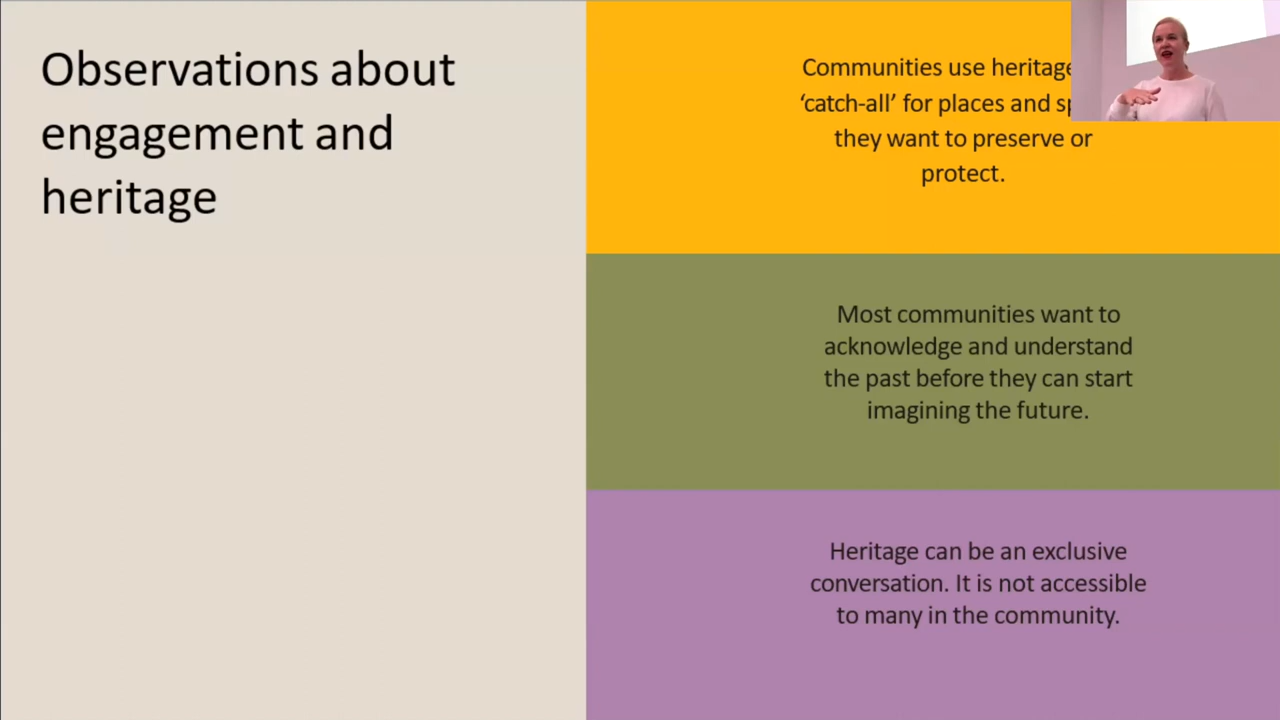 Observations about
engagement and
heritage
Communities use heritage
‘catch-all’ for places and
they want to preserve or
protect.
Most communities want to
acknowledge and understand
the past before they can start
imagining the future.
Heritage can be an exclusive
conversation. It is not accessible
to many in the community.